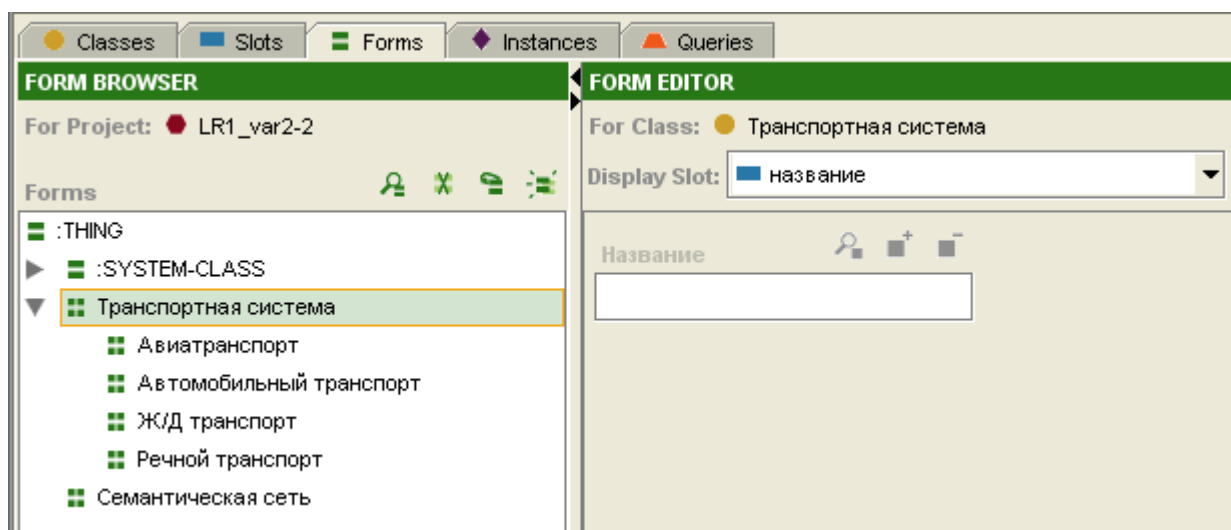 Classes Slots Forms Instances Queries
FORM BROWSER
For Project: LR1_var2-2
Forms
:THING
:SYSTEM-CLASS
Транспортная система
Авиатранспорт
Автомобильный транспорт
Ж/Д транспорт
Речной транспорт
Семантическая сеть
FORM EDITOR
For Class: Транспортная система
Display Slot: название
Название